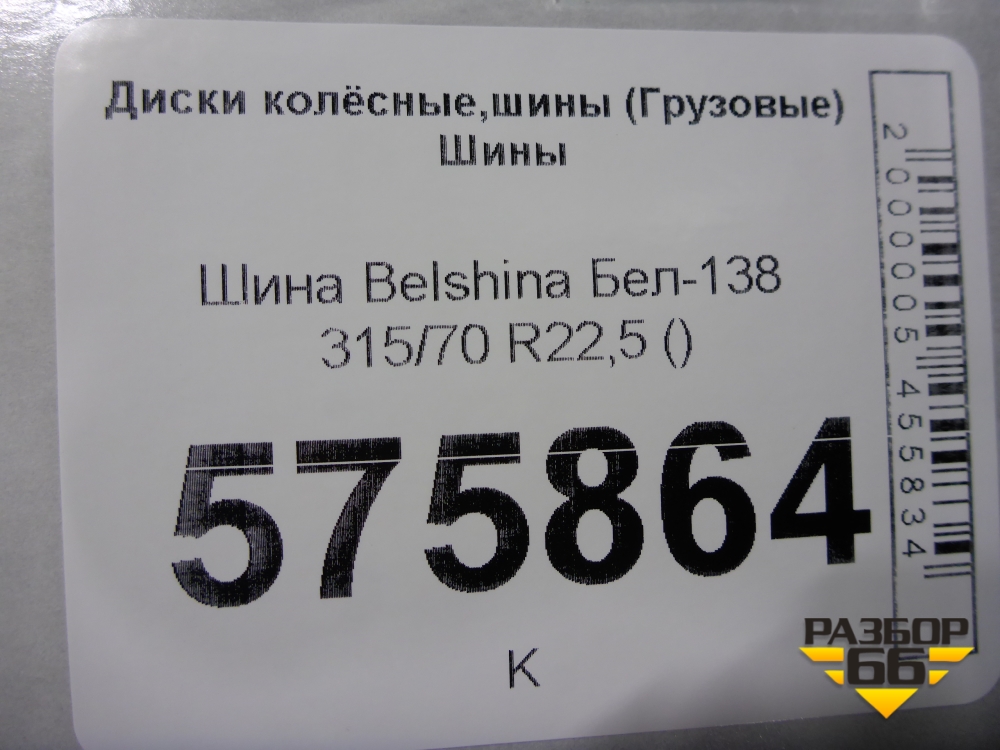 Диски колёсные,шины (Грузовые)
Шины
Шина Belshina Бел-138
315/70 R22,5 ()
575864
К
2000005455834
РАЗБОР
66